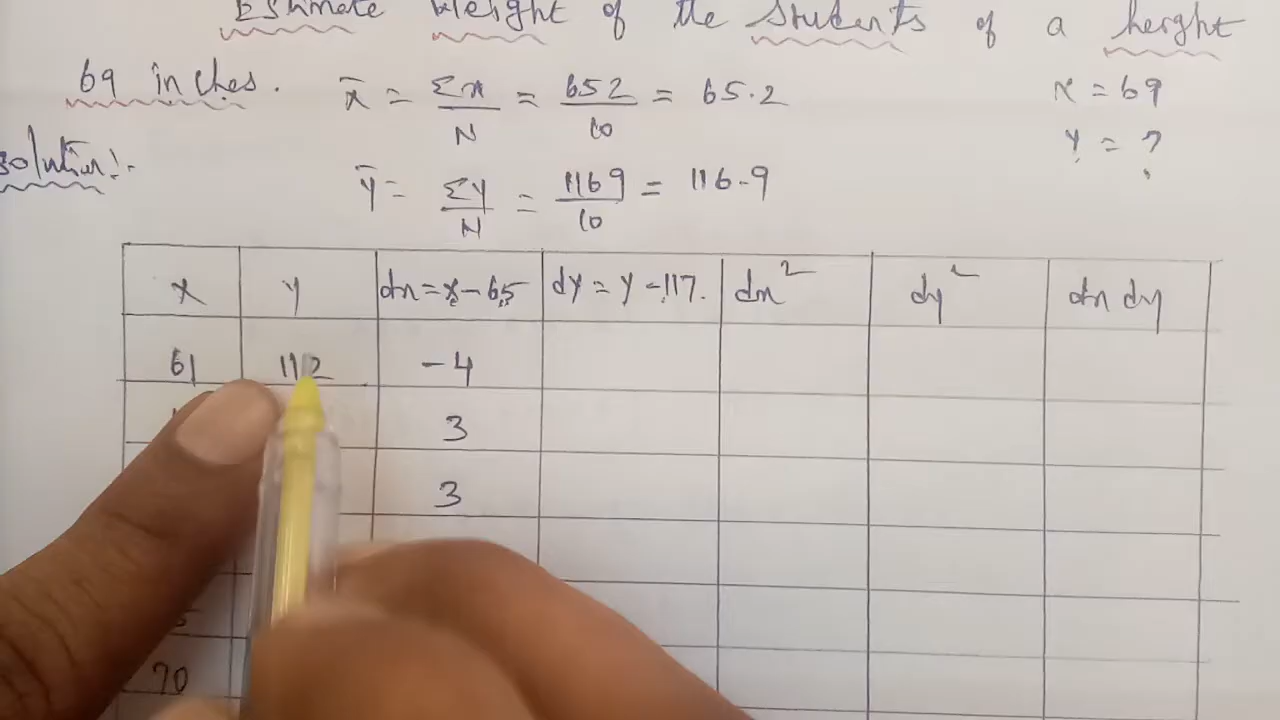 Estimate Weight of the Students of a height
69 inches. x̄ = Σx/N = 652/10 = 65.2 x = 69
Y = ?
solution:-
ȳ = ΣY/N = 1169/10 = 116.9
x y dx = x - 65 dy = y - 117. dx² dy² dx dy
61 112 -4
3
3
70